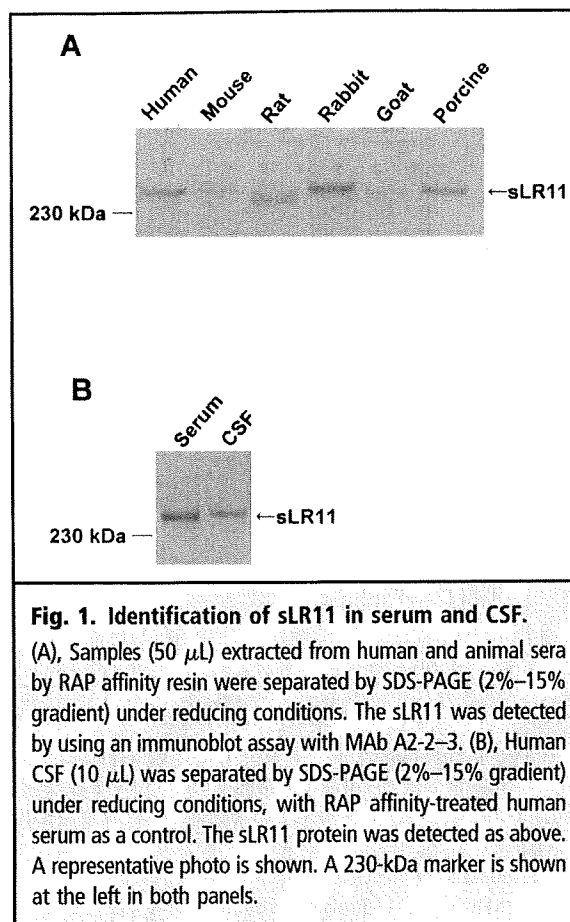 A
Human Mouse Rat Rabbit Goat Porcine
←sLR11
230 kDa —
B
Serum CSF
←sLR11
230 kDa —
Fig. 1. Identification of sLR11 in serum and CSF.
(A), Samples (50 μL) extracted from human and animal sera
by RAP affinity resin were separated by SDS-PAGE (2%–15%
gradient) under reducing conditions. The sLR11 was detected
by using an immunoblot assay with MAb A2-2–3. (B), Human
CSF (10 μL) was separated by SDS-PAGE (2%–15% gradient)
under reducing conditions, with RAP affinity-treated human
serum as a control. The sLR11 protein was detected as above.
A representative photo is shown. A 230-kDa marker is shown
at the left in both panels.